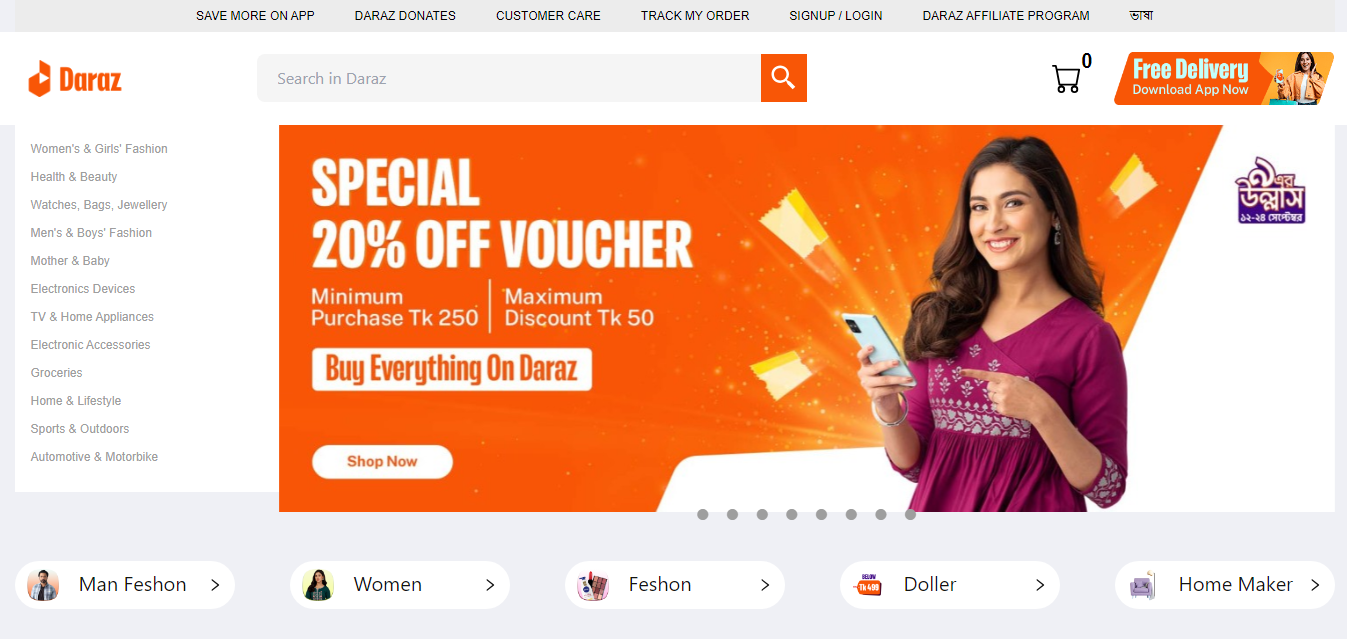 SAVE MORE ON APP
DARAZ DONATES
CUSTOMER CARE
TRACK MY ORDER
SIGNUP / LOGIN
DARAZ AFFILIATE PROGRAM
ভাষা
Daraz
Search in Daraz
0
Free Delivery
Download App Now
Women's & Girls' Fashion
Health & Beauty
Watches, Bags, Jewellery
Men's & Boys' Fashion
Mother & Baby
Electronics Devices
TV & Home Appliances
Electronic Accessories
Groceries
Home & Lifestyle
Sports & Outdoors
Automotive & Motorbike
SPECIAL
20% OFF VOUCHER
Minimum
Purchase Tk 250
Maximum
Discount Tk 50
Buy Everything On Daraz
Shop Now
৯এর
উল্লাস
১২-২৪ সেপ্টেম্বর
Man Feshon
Women
Feshon
BELOW
Tk 499
Doller
Home Maker